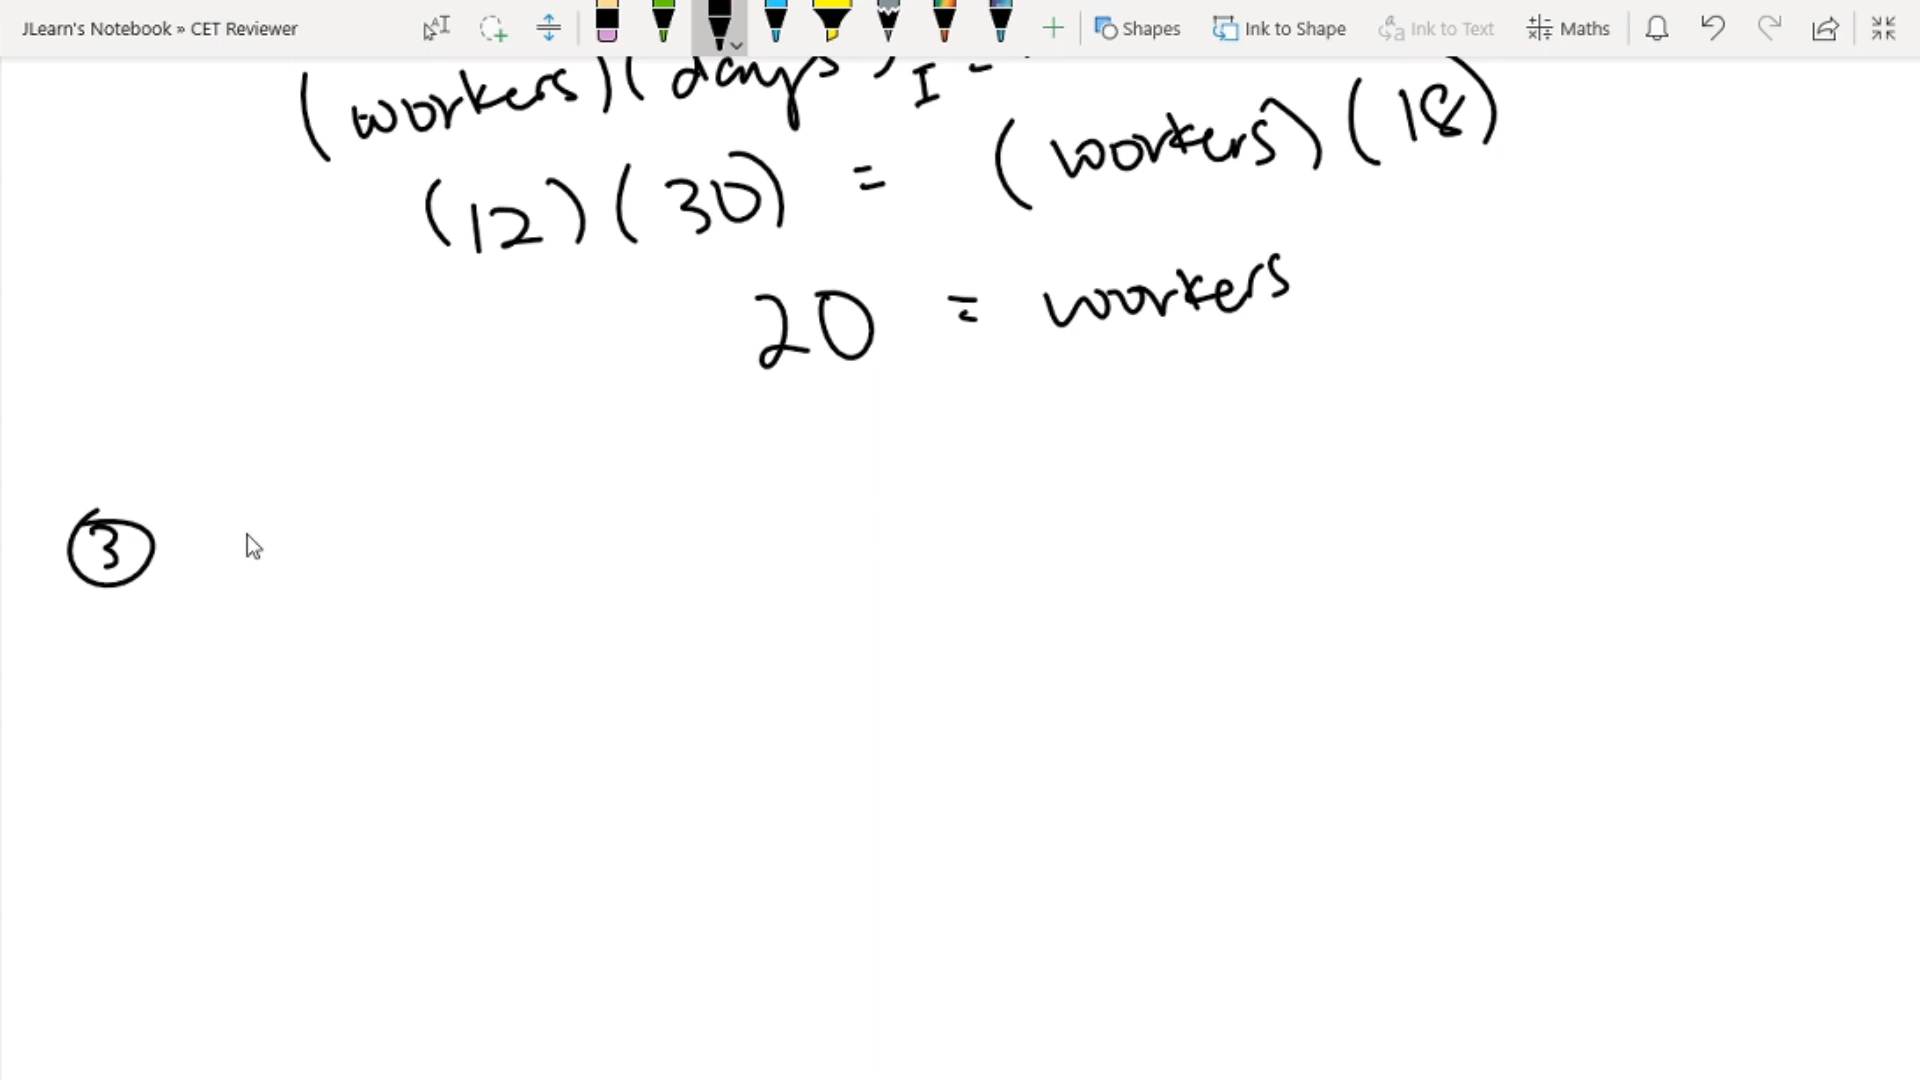 JLearn's Notebook » CET Reviewer Shapes Ink to Shape Ink to Text Maths
(workers)(days)I =
(12)(30) = (workers)(18)
20 = workers
3